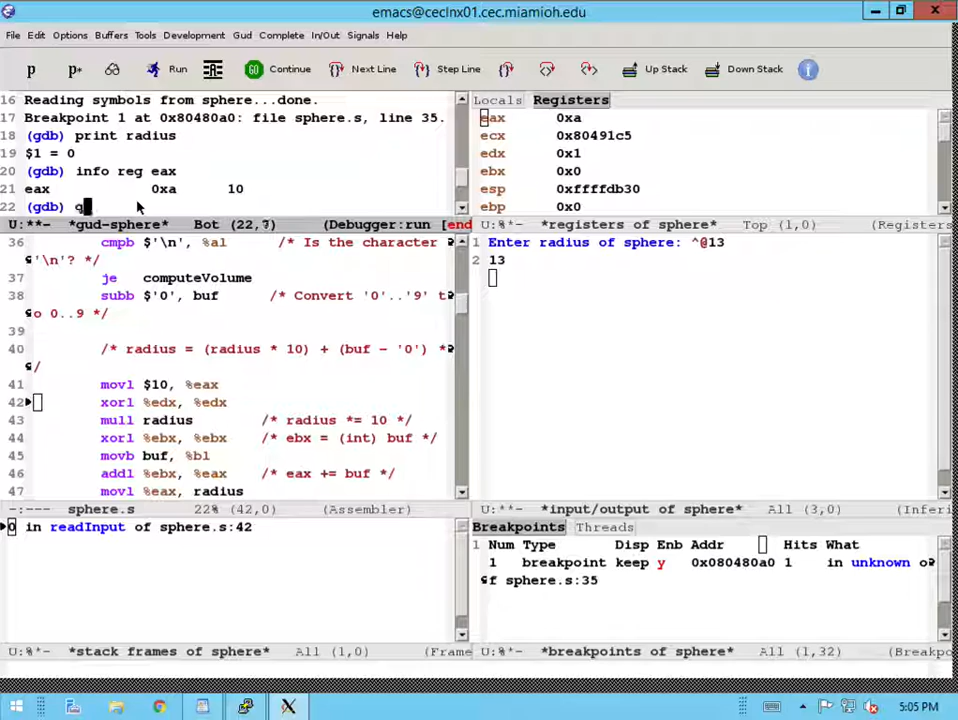 emacs@ceclnx01.cec.miamioh.edu
File Edit Options Buffers Tools Development Gud Complete In/Out Signals Help
p p* Run GO Continue Next Line Step Line Up Stack Down Stack
16 Reading symbols from sphere...done.
17 Breakpoint 1 at 0x80480a0: file sphere.s, line 35.
18 (gdb) print radius
19 $1 = 0
20 (gdb) info reg eax
21 eax 0xa 10
22 (gdb) q
U:**- *gud-sphere* Bot (22,7) (Debugger:run [end
Locals Registers
eax 0xa
ecx 0x80491c5
edx 0x1
ebx 0x0
esp 0xffffdb30
ebp 0x0
U:%*- *registers of sphere* Top (1,0) (Registers
36 cmpb $'\n', %al /* Is the character
'\n'? */
37 je computeVolume
38 subb $'0', buf /* Convert '0'..'9' t
o 0..9 */
39
40 /* radius = (radius * 10) + (buf - '0') *
/
41 movl $10, %eax
42 xorl %edx, %edx
43 mull radius /* radius *= 10 */
44 xorl %ebx, %ebx /* ebx = (int) buf */
45 movb buf, %bl
46 addl %ebx, %eax /* eax += buf */
47 movl %eax, radius
-:--- sphere.s 22% (42,0) (Assembler)
1 Enter radius of sphere: ^@13
2 13
U:**- *input/output of sphere* All (3,0) (Inferi
0 in readInput of sphere.s:42
U:%*- *stack frames of sphere* All (1,0) (Frame
Breakpoints Threads
1 Num Type Disp Enb Addr Hits What
1 breakpoint keep y 0x080480a0 1 in unknown o
f sphere.s:35
U:%*- *breakpoints of sphere* All (1,32) (Breakpo
5:05 PM